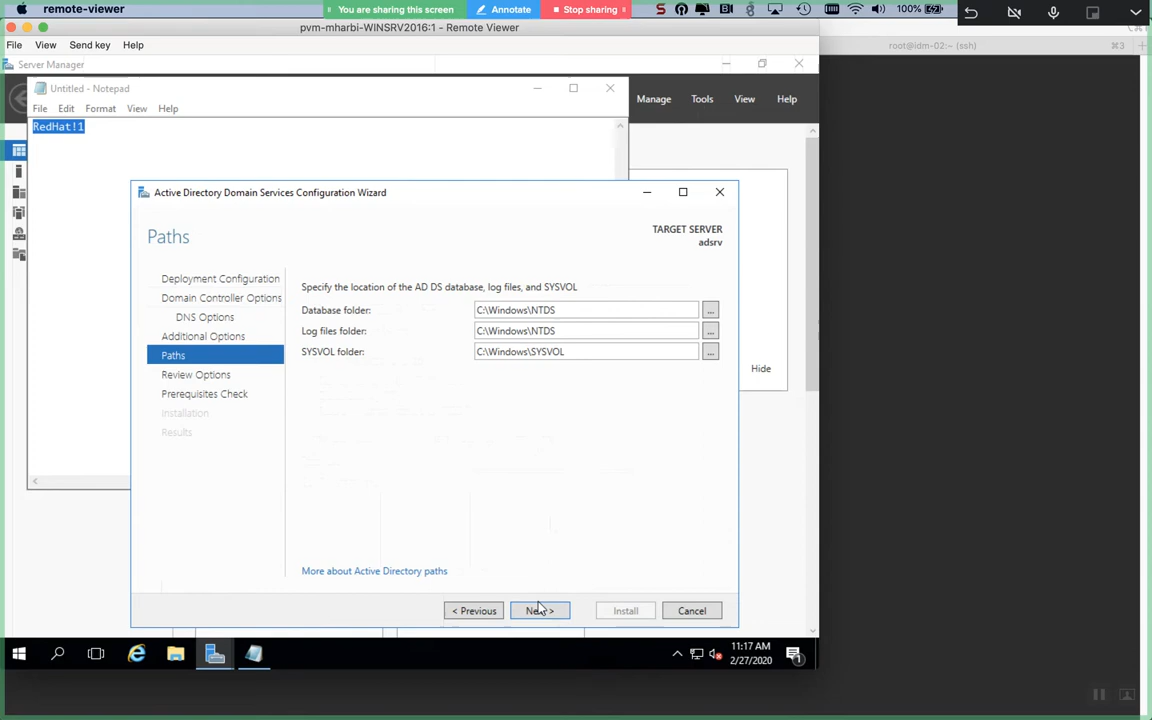 remote-viewer
You are sharing this screen
Annotate
Stop sharing
100%
pvm-mharbi-WINSRV2016:1 - Remote Viewer
File View Send key Help
root@idm-02:~ (ssh)
⌘3
Server Manager
Untitled - Notepad
File Edit Format View Help
Manage Tools View Help
RedHat!1
Active Directory Domain Services Configuration Wizard
Paths
TARGET SERVER
adsrv
Deployment Configuration
Domain Controller Options
DNS Options
Additional Options
Paths
Review Options
Prerequisites Check
Installation
Results
Specify the location of the AD DS database, log files, and SYSVOL
Database folder: C:\Windows\NTDS ...
Log files folder: C:\Windows\NTDS ...
SYSVOL folder: C:\Windows\SYSVOL ...
Hide
More about Active Directory paths
< Previous Next > Install Cancel
11:17 AM
2/27/2020
1